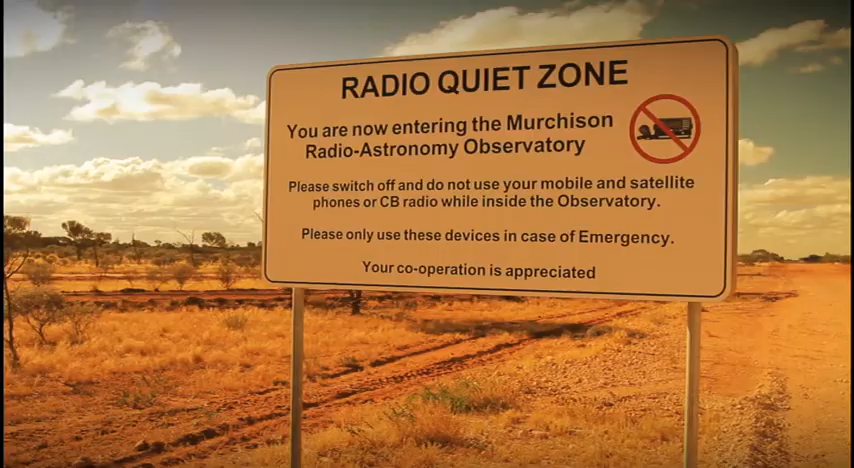 RADIO QUIET ZONE
You are now entering the Murchison
Radio-Astronomy Observatory
Please switch off and do not use your mobile and satellite
phones or CB radio while inside the Observatory.
Please only use these devices in case of Emergency.
Your co-operation is appreciated